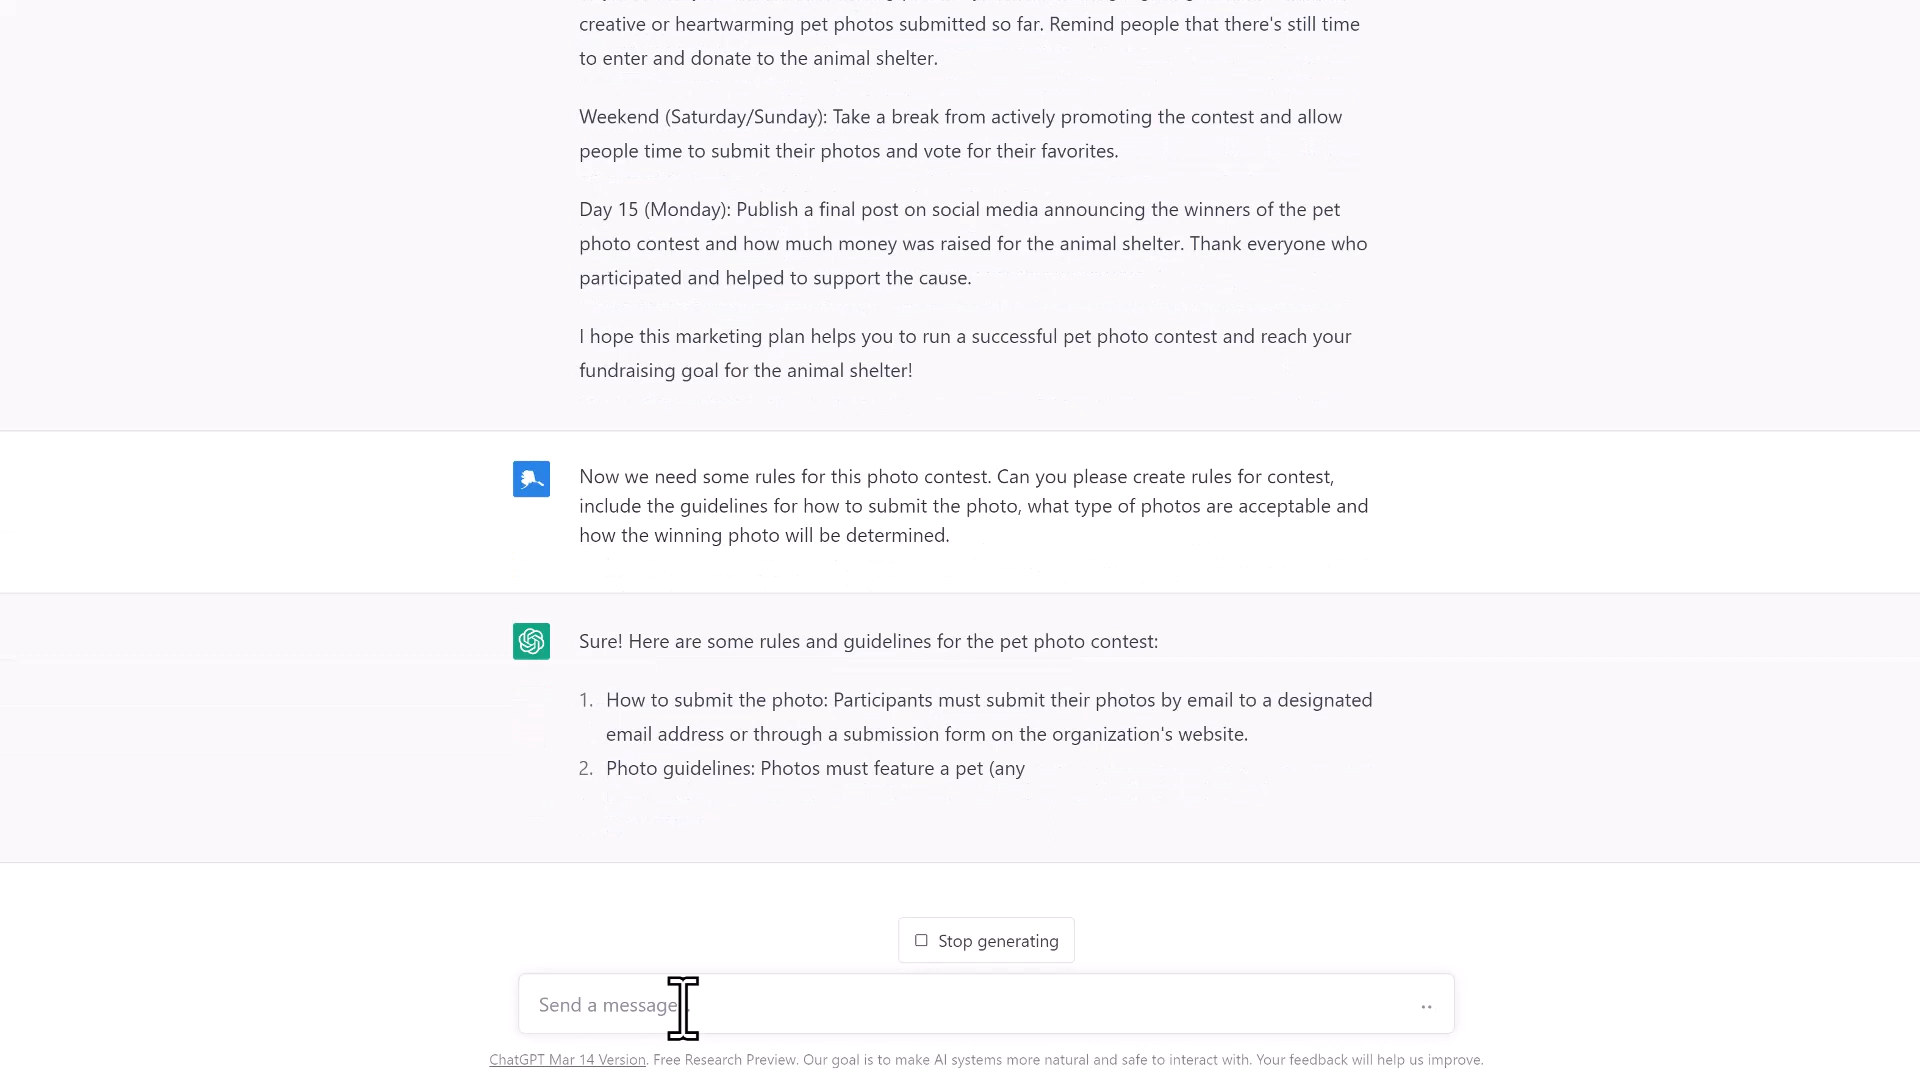 creative or heartwarming pet photos submitted so far. Remind people that there's still time
to enter and donate to the animal shelter.
Weekend (Saturday/Sunday): Take a break from actively promoting the contest and allow
people time to submit their photos and vote for their favorites.
Day 15 (Monday): Publish a final post on social media announcing the winners of the pet
photo contest and how much money was raised for the animal shelter. Thank everyone who
participated and helped to support the cause.
I hope this marketing plan helps you to run a successful pet photo contest and reach your
fundraising goal for the animal shelter!
Now we need some rules for this photo contest. Can you please create rules for contest,
include the guidelines for how to submit the photo, what type of photos are acceptable and
how the winning photo will be determined.
Sure! Here are some rules and guidelines for the pet photo contest:
1. How to submit the photo: Participants must submit their photos by email to a designated
email address or through a submission form on the organization's website.
2. Photo guidelines: Photos must feature a pet (any
Stop generating
Send a message.
ChatGPT Mar 14 Version. Free Research Preview. Our goal is to make AI systems more natural and safe to interact with. Your feedback will help us improve.